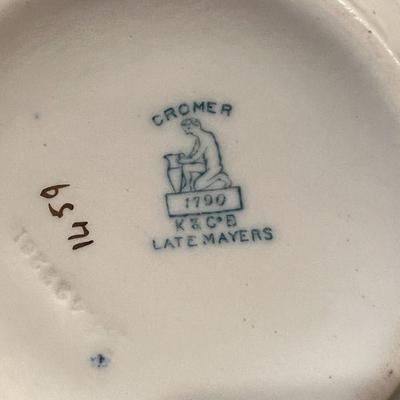 CROMER
1790
K & Cº B
LATE MAYERS
1459